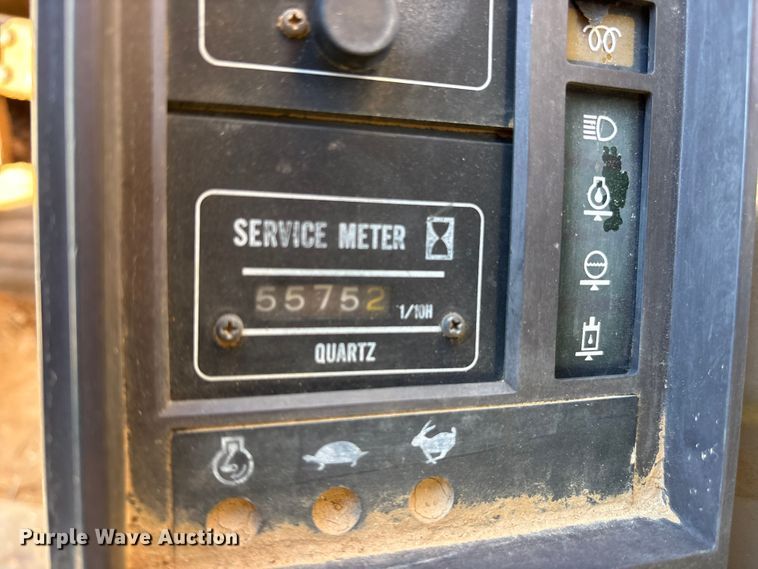 SERVICE METER
55752 1/10H
QUARTZ
Purple Wave Auction